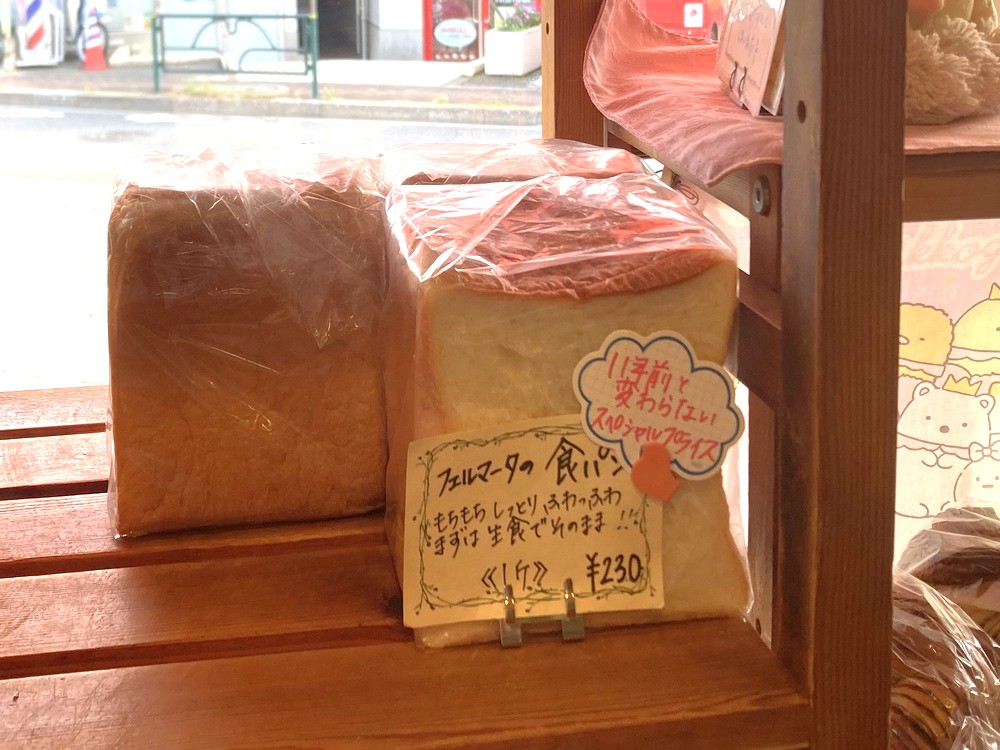 11年前と
変わらない
スペシャルプライス
フェルマータの 食パン
もちもち しっとり ふわっふわ
まずは 生食で そのまま !!
《1ケ》 ¥230